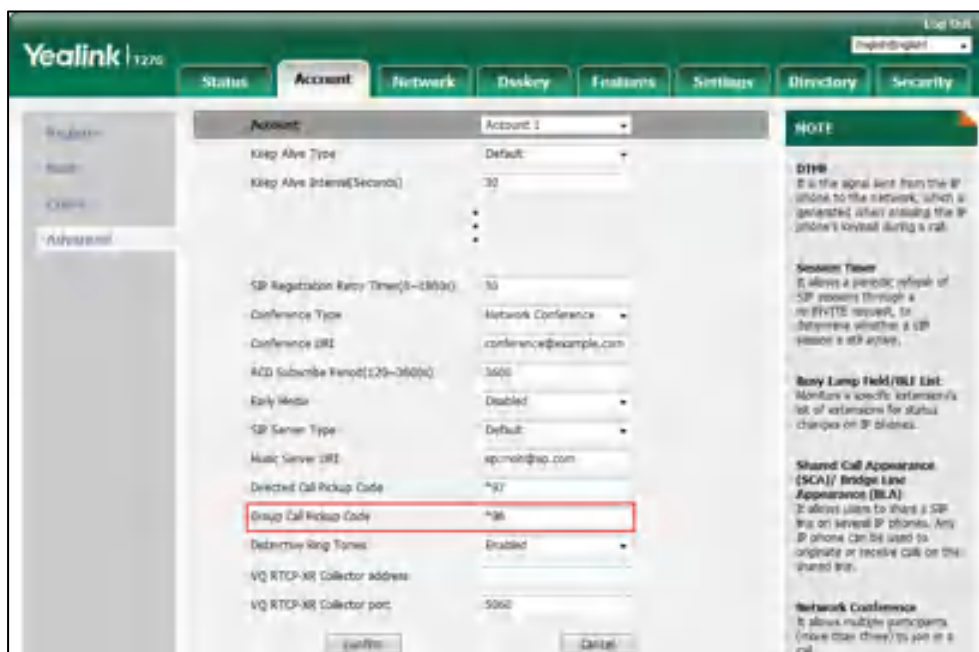 Log Out
English(English)
Yealink T27G
Status Account Network Dsskey Features Settings Directory Security
Register
Basic
Codec
Advanced
Account Account 1
Keep Alive Type Default
Keep Alive Interval(Seconds) 30
SIP Registration Retry Timer(0~1800s) 30
Conference Type Network Conference
Conference URI conference@example.com
ACD Subscribe Period(120~3600s) 3600
Early Media Disabled
SIP Server Type Default
Music Server URI
Directed Call Pickup Code *97
Group Call Pickup Code *98
Distinctive Ring Tones Enabled
VQ RTCP-XR Collector address
VQ RTCP-XR Collector port 5060
Confirm Cancel
NOTE
DTMF
It is the signal sent from the IP
phone to the network, which is
generated when pressing the IP
phone's keypad during a call.
Session Timer
It allows a periodic refresh of
SIP sessions through a
re-INVITE request, to
determine whether a SIP
session is still active.
Busy Lamp Field/BLF List
Monitors a specific extension/a
list of extensions for status
changes on IP phones.
Shared Call Appearance
(SCA)/ Bridge Line
Appearance (BLA)
It allows users to share a SIP
line on several IP phones. Any
IP phone can be used to
originate or receive calls on the
shared line.
Network Conference
It allows multiple participants
(more than three) to join in a
call.